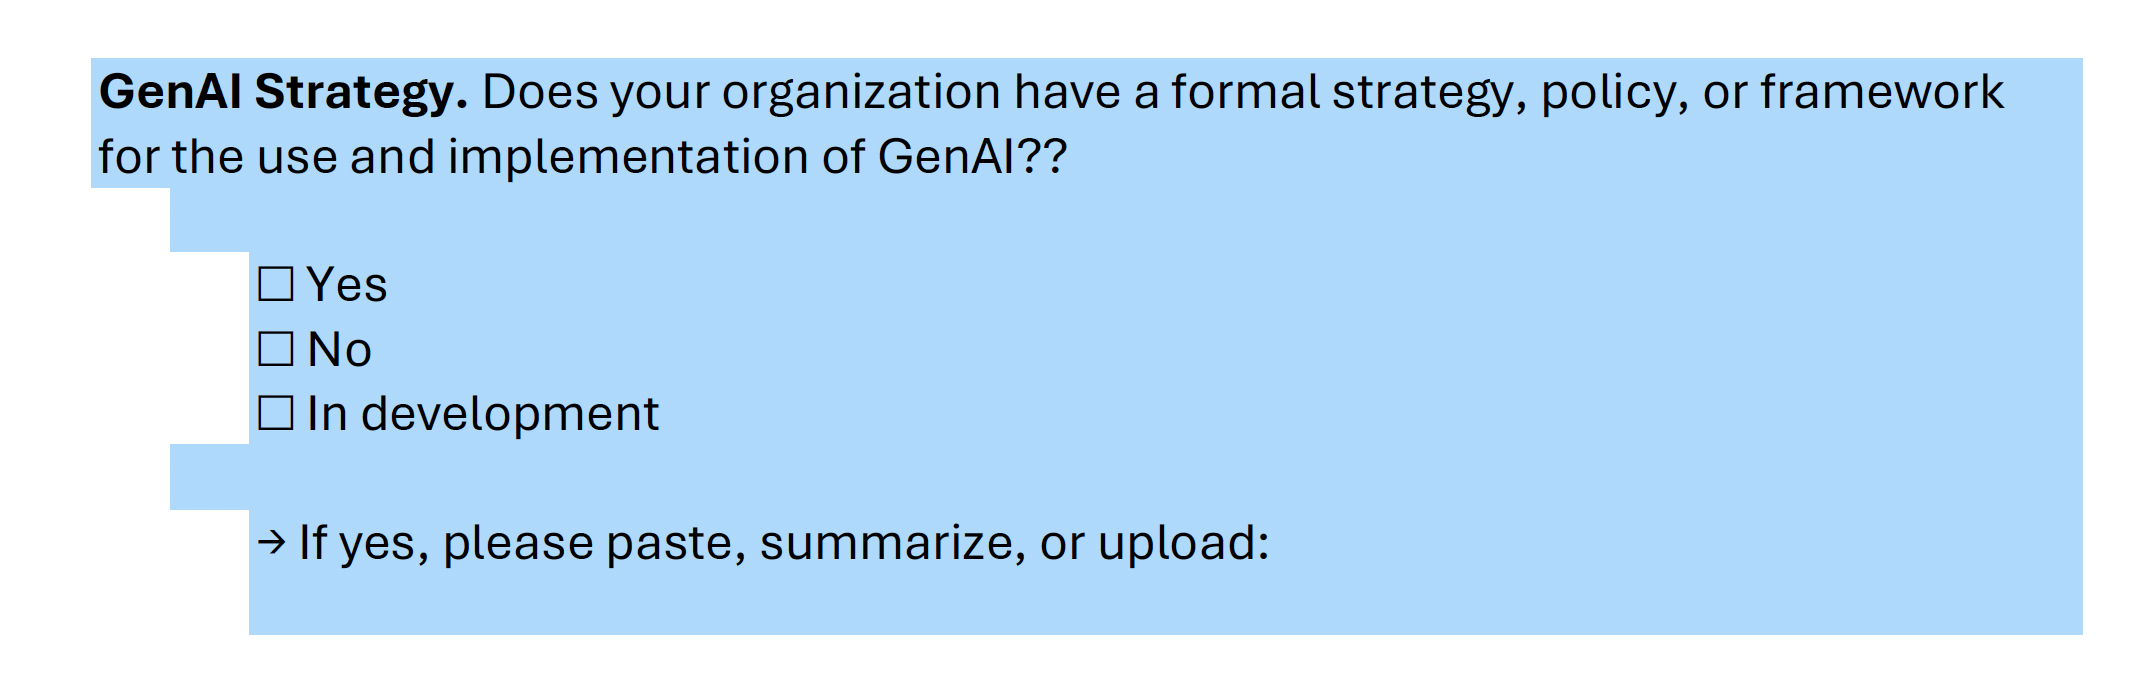 GenAI Strategy. Does your organization have a formal strategy, policy, or framework
for the use and implementation of GenAI??
☐ Yes
☐ No
☐ In development
→ If yes, please paste, summarize, or upload: